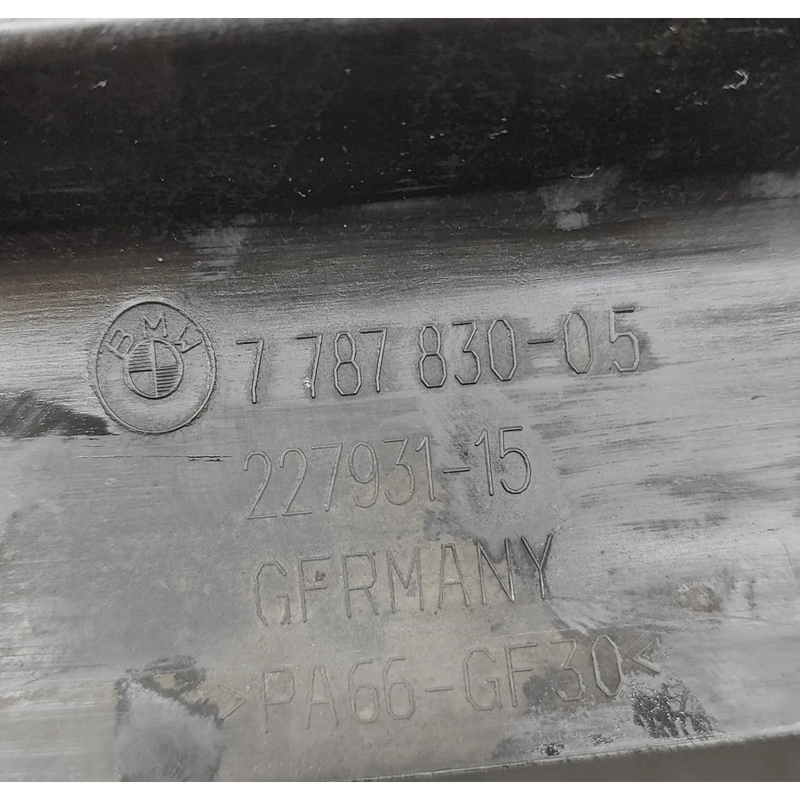 BMW 7 787 830-05
227931-15
GERMANY
>PA66-GF30<